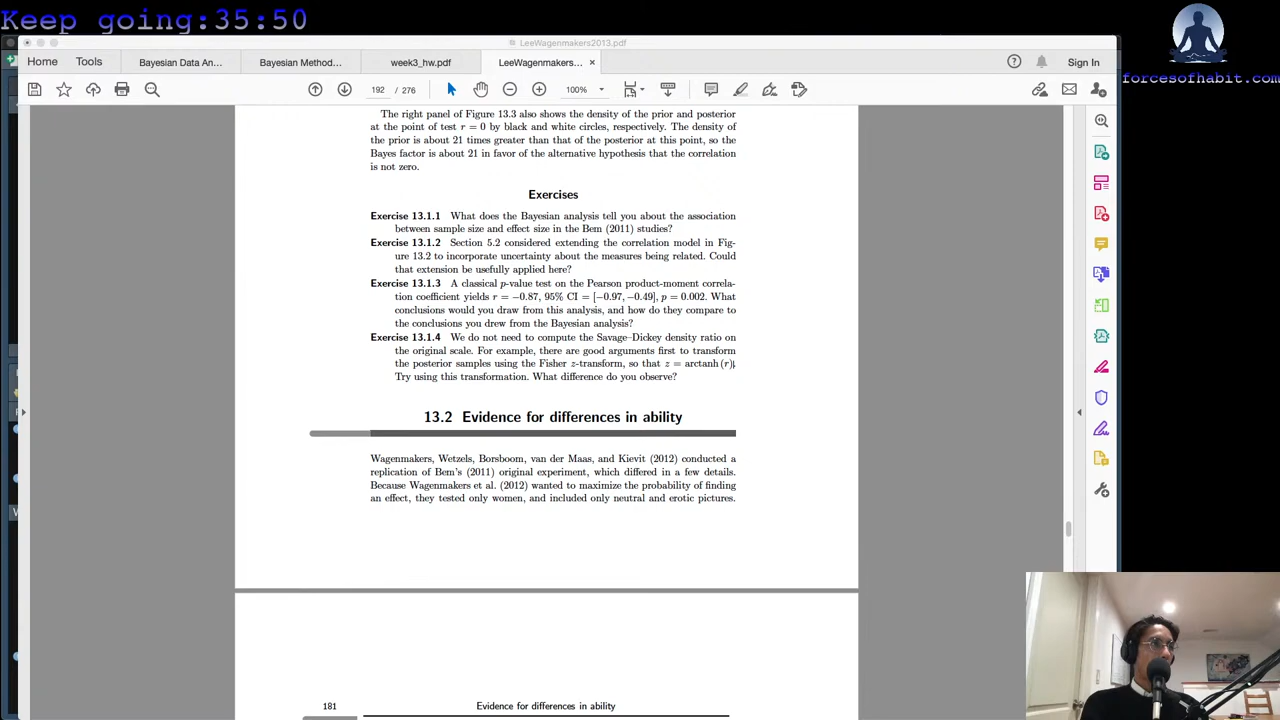 Keep going:35:50
forcesofhabit.com
LeeWagenmakers2013.pdf
Home
Tools
Bayesian Data An...
Bayesian Method...
week3_hw.pdf
LeeWagenmakers...
Sign In
192 / 276
100%
The right panel of Figure 13.3 also shows the density of the prior and posterior
at the point of test r = 0 by black and white circles, respectively. The density of
the prior is about 21 times greater than that of the posterior at this point, so the
Bayes factor is about 21 in favor of the alternative hypothesis that the correlation
is not zero.
Exercises
Exercise 13.1.1 What does the Bayesian analysis tell you about the association
between sample size and effect size in the Bem (2011) studies?
Exercise 13.1.2 Section 5.2 considered extending the correlation model in Fig-
ure 13.2 to incorporate uncertainty about the measures being related. Could
that extension be usefully applied here?
Exercise 13.1.3 A classical p-value test on the Pearson product-moment correla-
tion coefficient yields r = −0.87, 95% CI = [−0.97, −0.49], p = 0.002. What
conclusions would you draw from this analysis, and how do they compare to
the conclusions you drew from the Bayesian analysis?
Exercise 13.1.4 We do not need to compute the Savage–Dickey density ratio on
the original scale. For example, there are good arguments first to transform
the posterior samples using the Fisher z-transform, so that z = arctanh (r).
Try using this transformation. What difference do you observe?
13.2 Evidence for differences in ability
Wagenmakers, Wetzels, Borsboom, van der Maas, and Kievit (2012) conducted a
replication of Bem's (2011) original experiment, which differed in a few details.
Because Wagenmakers et al. (2012) wanted to maximize the probability of finding
an effect, they tested only women, and included only neutral and erotic pictures.
181
Evidence for differences in ability